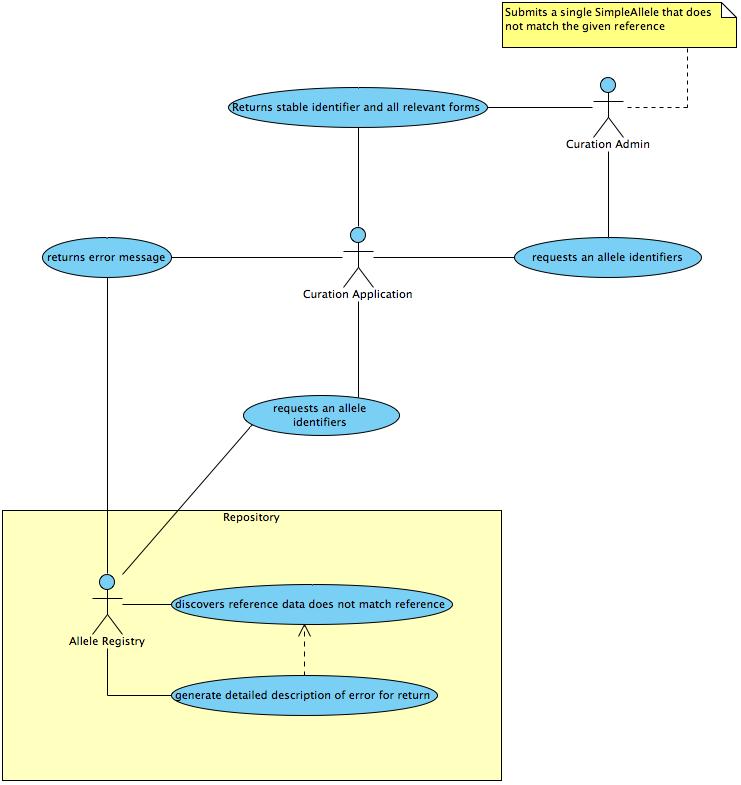 Submits a single SimpleAllele that does
not match the given reference
Returns stable identifier and all relevant forms
Curation Admin
returns error message
requests an allele identifiers
Curation Application
requests an allele
identifiers
Repository
discovers reference data does not match reference
Allele Registry
generate detailed description of error for return